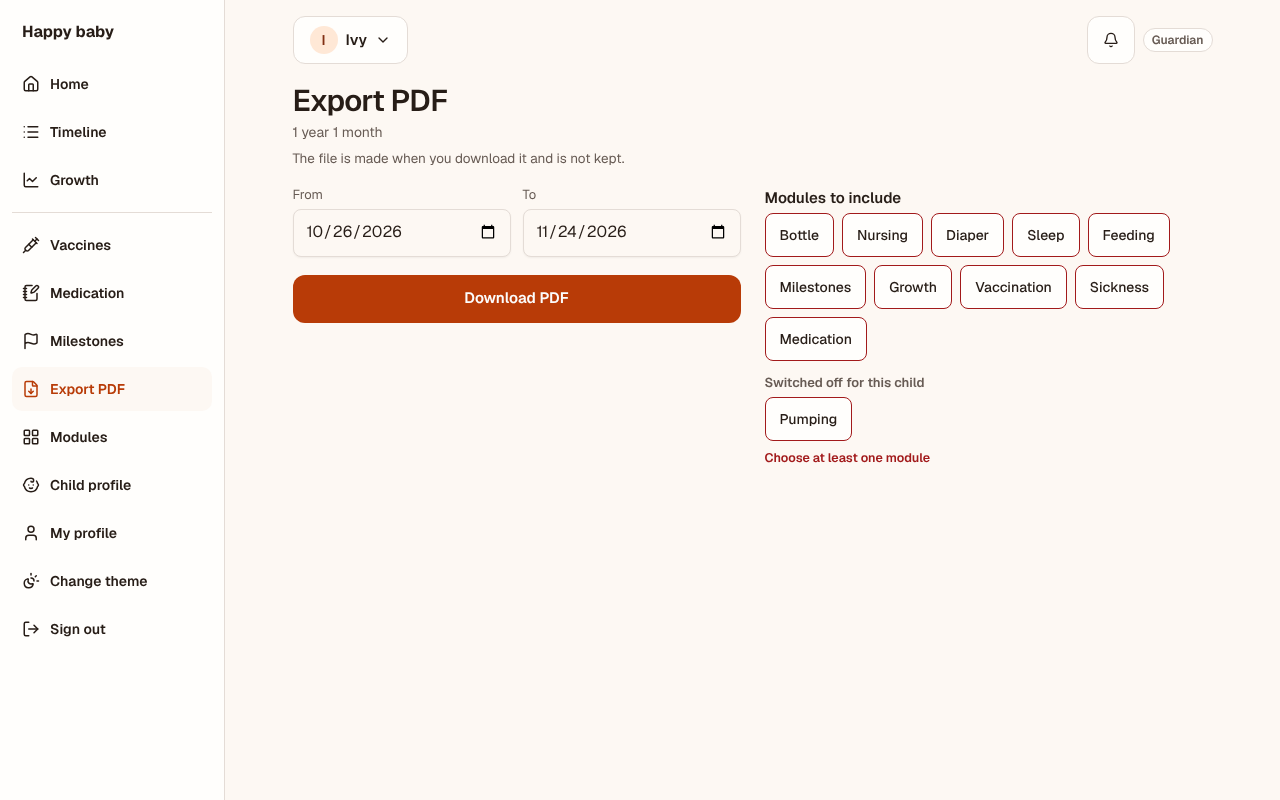 Happy baby
Home
Timeline
Growth
Vaccines
Medication
Milestones
Export PDF
Modules
Child profile
My profile
Change theme
Sign out
I Ivy
Guardian
Export PDF
1 year 1 month
The file is made when you download it and is not kept.
From
To
10/26/2026
11/24/2026
Download PDF
Modules to include
Bottle Nursing Diaper Sleep Feeding
Milestones Growth Vaccination Sickness
Medication
Switched off for this child
Pumping
Choose at least one module